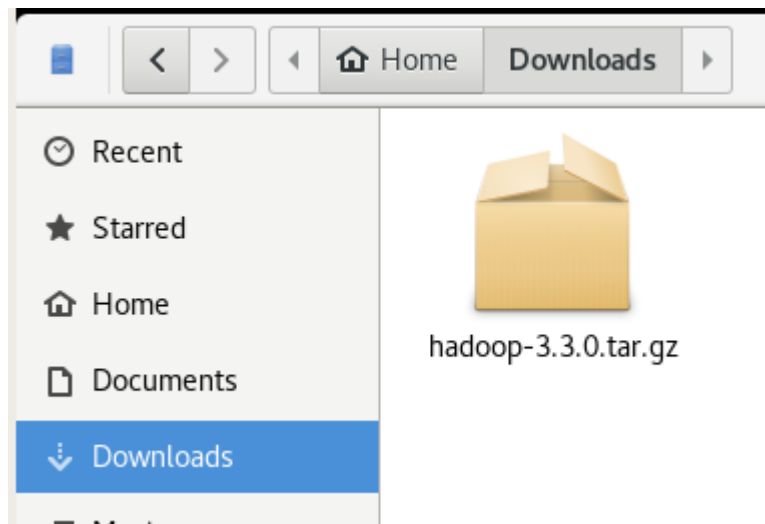 Home Downloads
Recent
Starred
Home
Documents
Downloads
hadoop-3.3.0.tar.gz